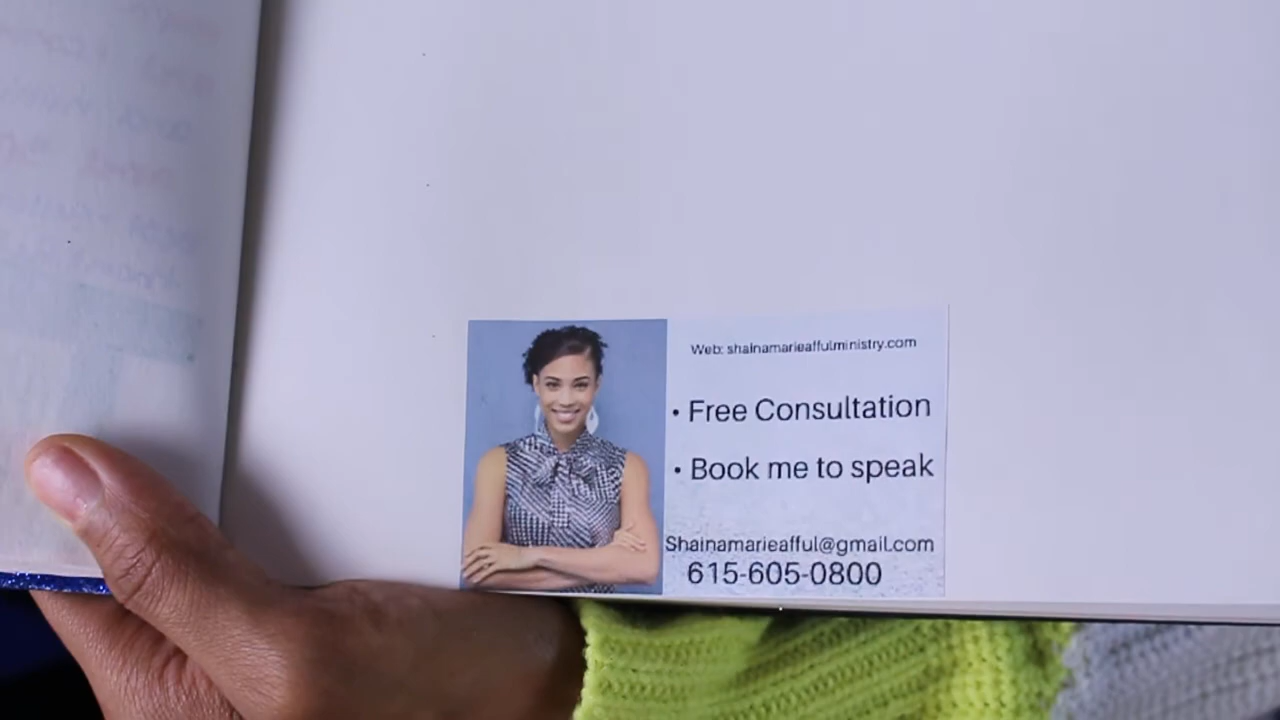 Web: shainamarieaffulministry.com
• Free Consultation
• Book me to speak
Shainamarieafful@gmail.com
615-605-0800